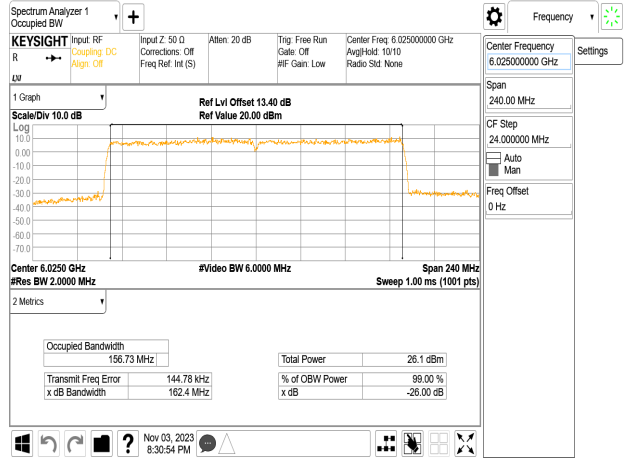 Spectrum Analyzer 1
Occupied BW
Frequency
KEYSIGHT
R
LXI
Input: RF
Coupling: DC
Align: Off
Input Z: 50 Ω
Corrections: Off
Freq Ref: Int (S)
Atten: 20 dB
Trig: Free Run
Gate: Off
#IF Gain: Low
Center Freq: 6.025000000 GHz
Avg|Hold: 10/10
Radio Std: None
Center Frequency
6.025000000 GHz
Settings
Span
240.00 MHz
CF Step
24.000000 MHz
Auto
Man
Freq Offset
0 Hz
1 Graph
Scale/Div 10.0 dB
Ref Lvl Offset 13.40 dB
Ref Value 20.00 dBm
Log
10.0
0.00
-10.0
-20.0
-30.0
-40.0
-50.0
-60.0
-70.0
Center 6.0250 GHz
#Video BW 6.0000 MHz
Span 240 MHz
#Res BW 2.0000 MHz
Sweep 1.00 ms (1001 pts)
2 Metrics
Occupied Bandwidth
156.73 MHz
Total Power 26.1 dBm
Transmit Freq Error 144.78 kHz
% of OBW Power 99.00 %
x dB Bandwidth 162.4 MHz
x dB -26.00 dB
?
Nov 03, 2023
8:30:54 PM